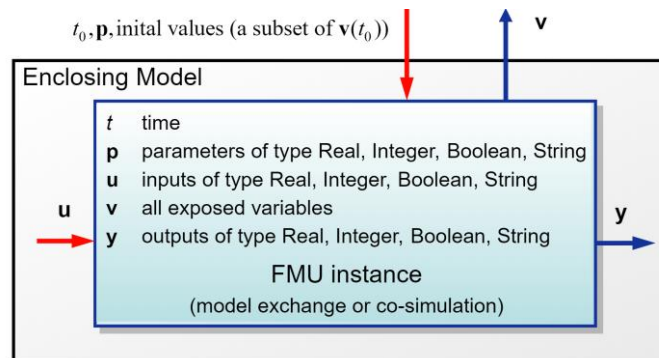 t₀, p, inital values (a subset of v(t₀))
v
Enclosing Model
t time
p parameters of type Real, Integer, Boolean, String
u inputs of type Real, Integer, Boolean, String
v all exposed variables
u
y
y outputs of type Real, Integer, Boolean, String
FMU instance
(model exchange or co-simulation)